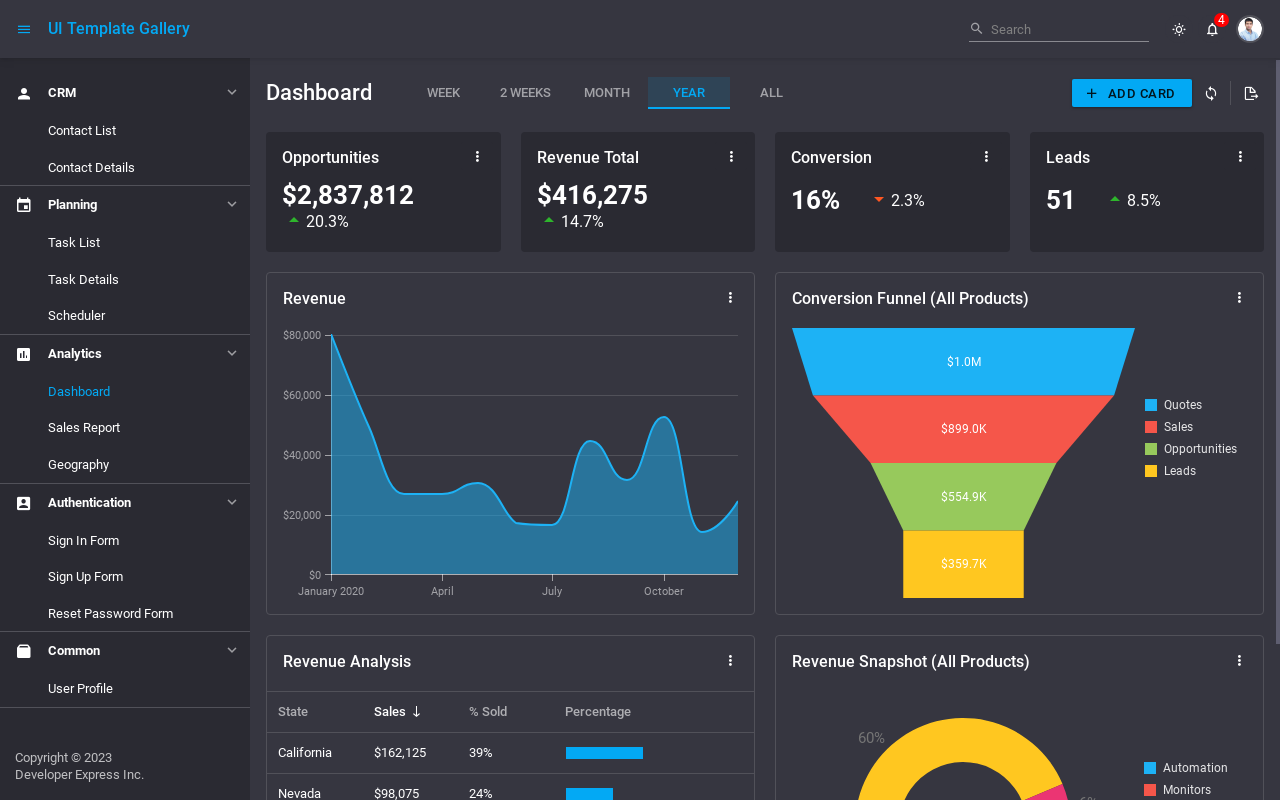 UI Template Gallery
Search
4
CRM
Contact List
Contact Details
Planning
Task List
Task Details
Scheduler
Analytics
Dashboard
Sales Report
Geography
Authentication
Sign In Form
Sign Up Form
Reset Password Form
Common
User Profile
Copyright © 2023
Developer Express Inc.
Dashboard
WEEK
2 WEEKS
MONTH
YEAR
ALL
ADD CARD
Opportunities
$2,837,812
20.3%
Revenue Total
$416,275
14.7%
Conversion
16%
2.3%
Leads
51
8.5%
Revenue
$80,000
$60,000
$40,000
$20,000
$0
January 2020
April
July
October
Conversion Funnel (All Products)
$1.0M
$899.0K
$554.9K
$359.7K
Quotes
Sales
Opportunities
Leads
Revenue Analysis
State
Sales
% Sold
Percentage
California
$162,125
39%
Nevada
$98,075
24%
Revenue Snapshot (All Products)
60%
Automation
Monitors